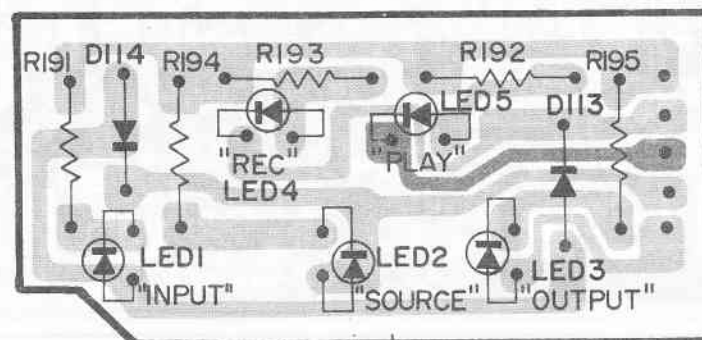 R191
D114
R194
R193
R192
R195
LED5
D113
"REC"
LED4
"PLAY"
LED1
"INPUT"
LED2
"SOURCE"
LED3
"OUTPUT"